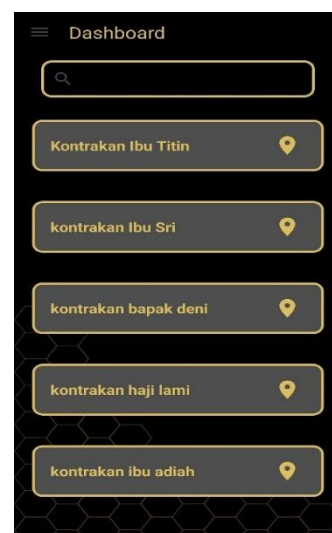 Dashboard
Kontrakan Ibu Titin
kontrakan Ibu Sri
kontrakan bapak deni
kontrakan haji lami
kontrakan ibu adiah